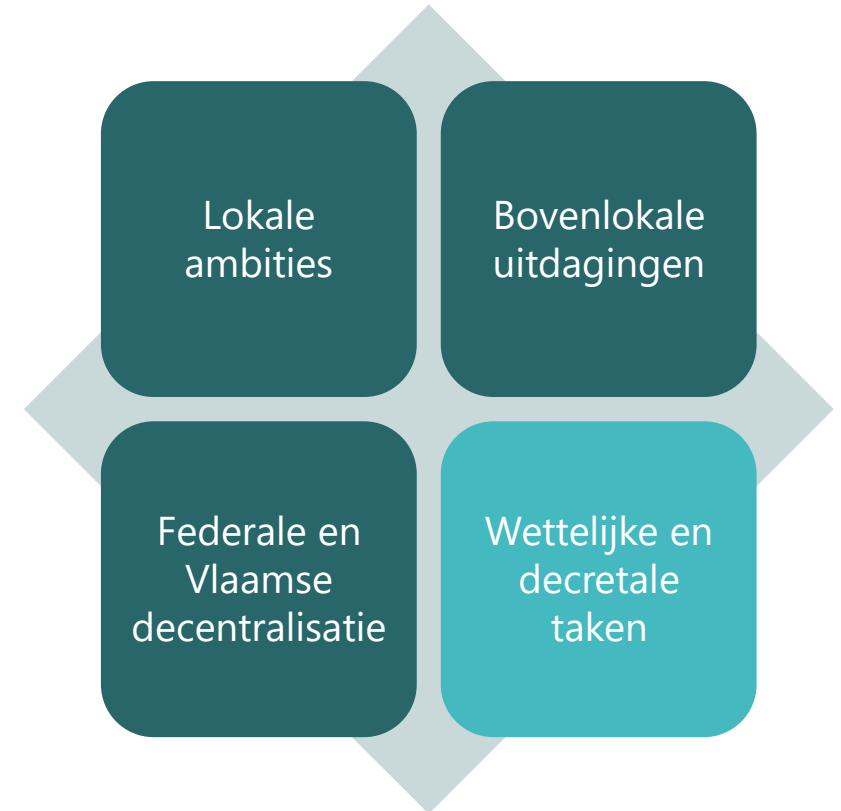 Lokale
ambities
Bovenlokale
uitdagingen
Federale en
Vlaamse
decentralisatie
Wettelijke en
decretale
taken